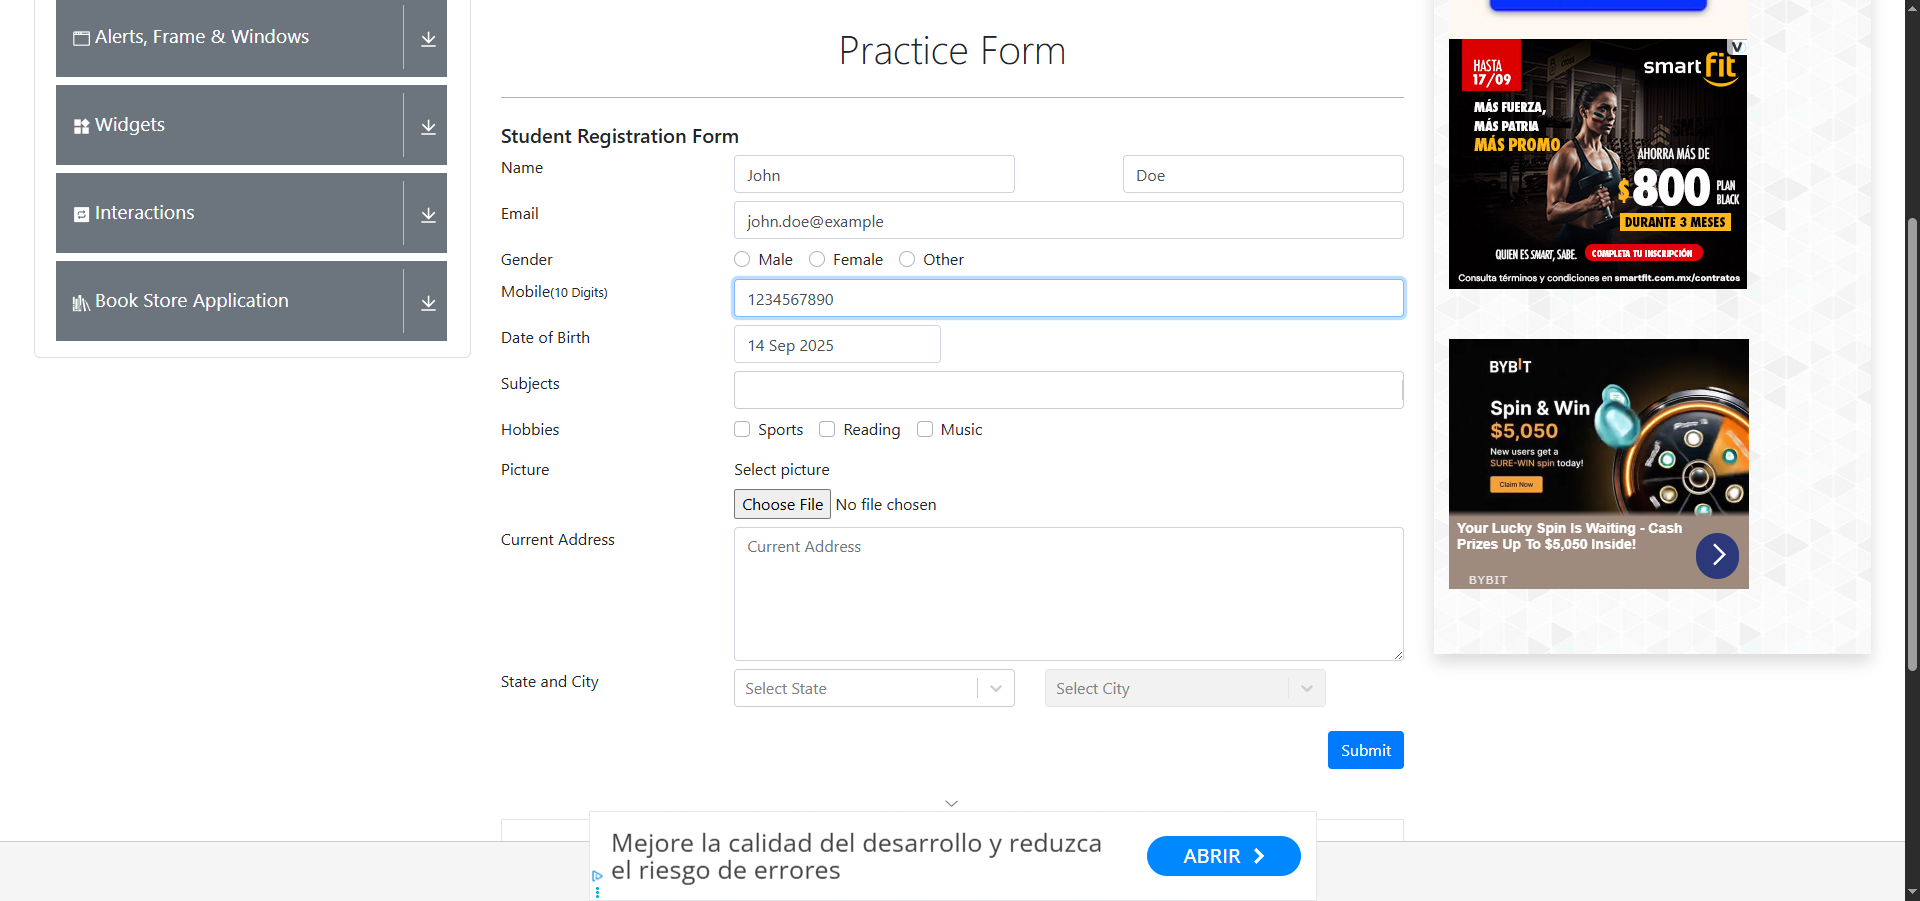 Alerts, Frame & Windows
Widgets
Interactions
Book Store Application
Practice Form
Student Registration Form
Name
John
Doe
Email
john.doe@example
Gender
Male
Female
Other
Mobile(10 Digits)
1234567890
Date of Birth
14 Sep 2025
Subjects
Hobbies
Sports
Reading
Music
Picture
Select picture
Choose File No file chosen
Current Address
Current Address
State and City
Select State
Select City
Submit
HASTA
17/09
smartfit
MÁS FUERZA,
MÁS PATRIA
MÁS PROMO
AHORRA MÁS DE
$800 PLAN BLACK
DURANTE 3 MESES
QUIEN ES SMART, SABE.
COMPLETA TU INSCRIPCIÓN
Consulta términos y condiciones en smartfit.com.mx/contratos
BYBIT
Spin & Win
$5,050
New users get a
SURE-WIN spin today!
Claim Now
Your Lucky Spin Is Waiting - Cash
Prizes Up To $5,050 Inside!
BYBIT
Mejore la calidad del desarrollo y reduzca
el riesgo de errores
ABRIR